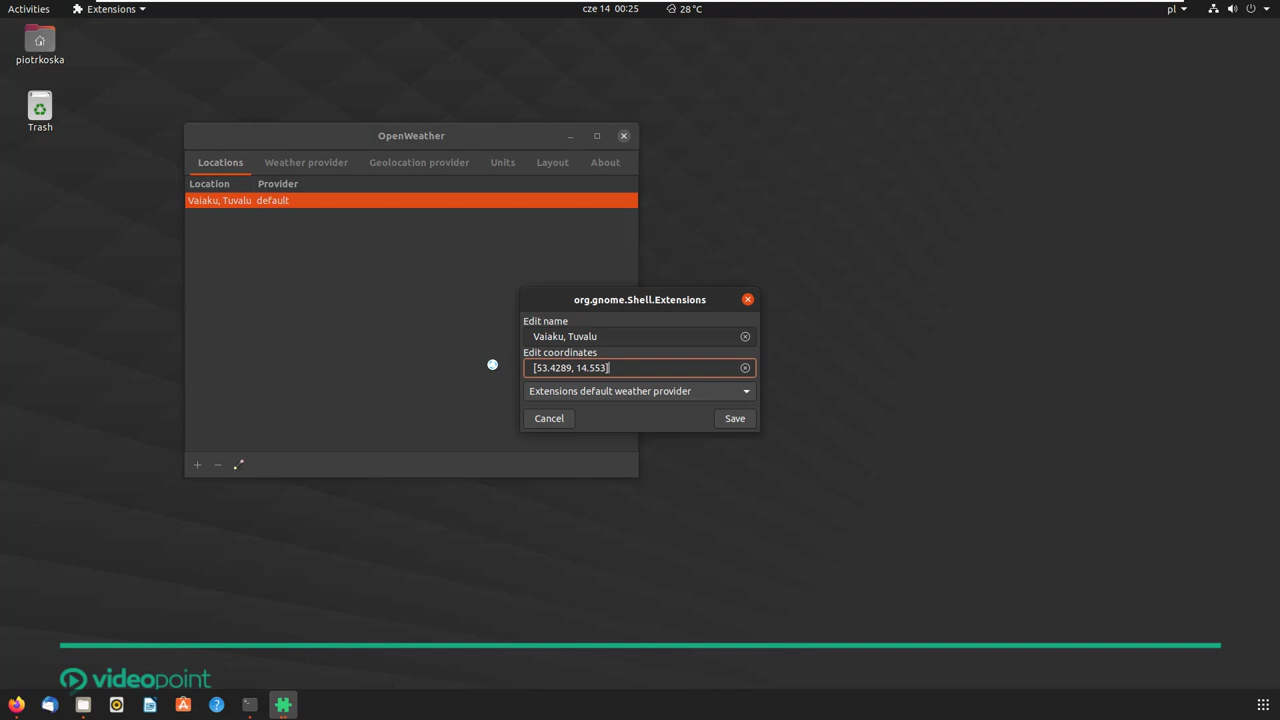 Activities
Extensions
cze 14 00:25
28 °C
pl
piotrkoska
Trash
OpenWeather
Locations
Weather provider
Geolocation provider
Units
Layout
About
Location Provider
Vaiaku, Tuvalu default
org.gnome.Shell.Extensions
Edit name
Vaiaku, Tuvalu
Edit coordinates
[53.4289, 14.553]
Extensions default weather provider
Cancel
Save
videopoint